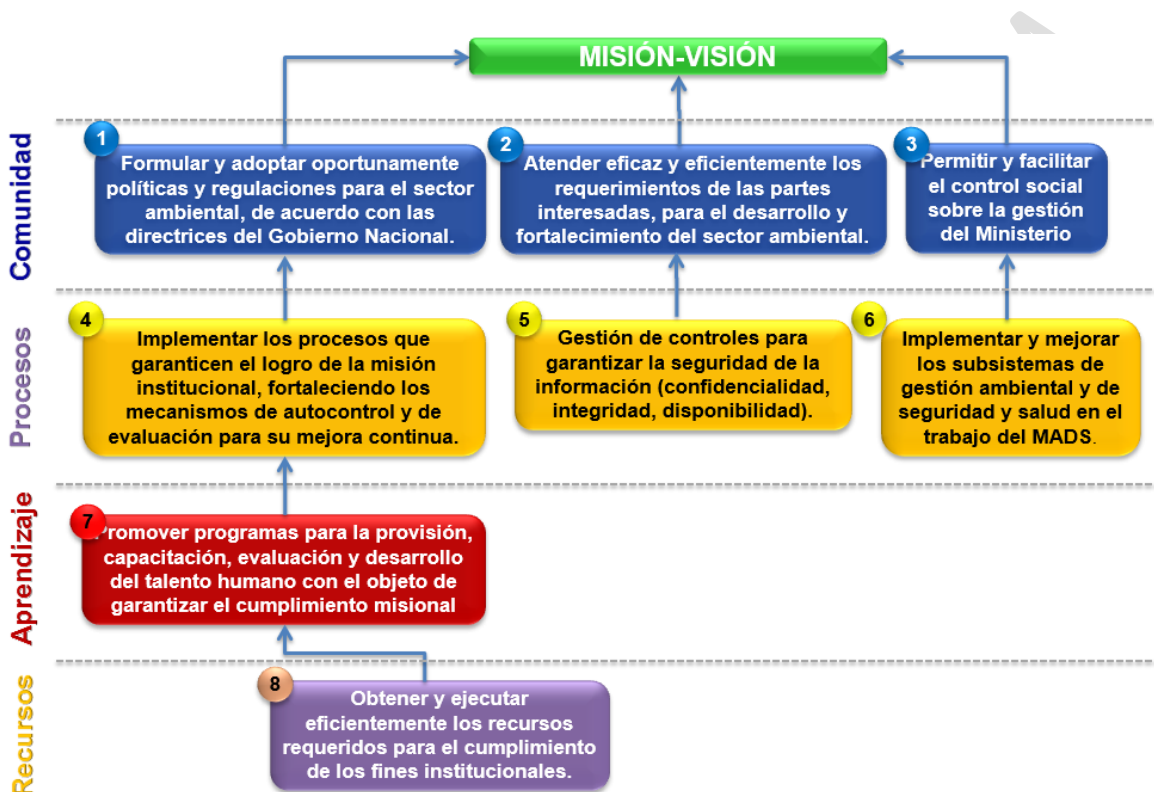 MISIÓN-VISIÓN
Comunidad
1
Formular y adoptar oportunamente
políticas y regulaciones para el sector
ambiental, de acuerdo con las
directrices del Gobierno Nacional.
2
Atender eficaz y eficientemente los
requerimientos de las partes
interesadas, para el desarrollo y
fortalecimiento del sector ambiental.
3
Permitir y facilitar
el control social
sobre la gestión
del Ministerio
Procesos
4
Implementar los procesos que
garanticen el logro de la misión
institucional, fortaleciendo los
mecanismos de autocontrol y de
evaluación para su mejora continua.
5
Gestión de controles para
garantizar la seguridad de la
información (confidencialidad,
integridad, disponibilidad).
6
Implementar y mejorar
los subsistemas de
gestión ambiental y de
seguridad y salud en el
trabajo del MADS.
Aprendizaje
7
Promover programas para la provisión,
capacitación, evaluación y desarrollo
del talento humano con el objeto de
garantizar el cumplimiento misional
Recursos
8
Obtener y ejecutar
eficientemente los recursos
requeridos para el cumplimiento
de los fines institucionales.